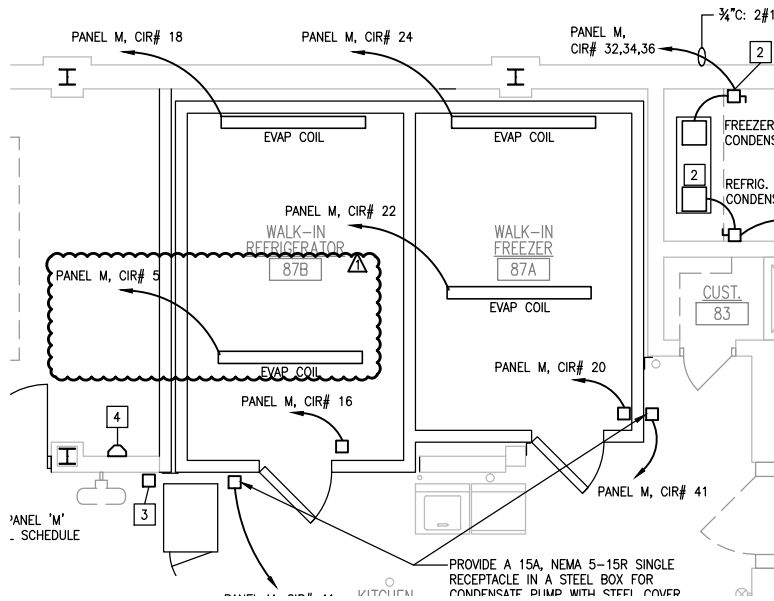 ¾"C: 2#1
PANEL M, CIR# 18
PANEL M, CIR# 24
PANEL M,
CIR# 32,34,36
2
EVAP COIL
EVAP COIL
FREEZER
CONDENS
2
REFRIG.
CONDENS
PANEL M, CIR# 22
WALK-IN
REFRIGERATOR
87B
WALK-IN
FREEZER
87A
1
PANEL M, CIR# 5
EVAP COIL
CUST.
83
EVAP COIL
PANEL M, CIR# 20
PANEL M, CIR# 16
4
PANEL M, CIR# 41
3
PANEL 'M'
SCHEDULE
PROVIDE A 15A, NEMA 5-15R SINGLE
RECEPTACLE IN A STEEL BOX FOR
CONDENSATE PUMP WITH STEEL COVER
KITCHEN